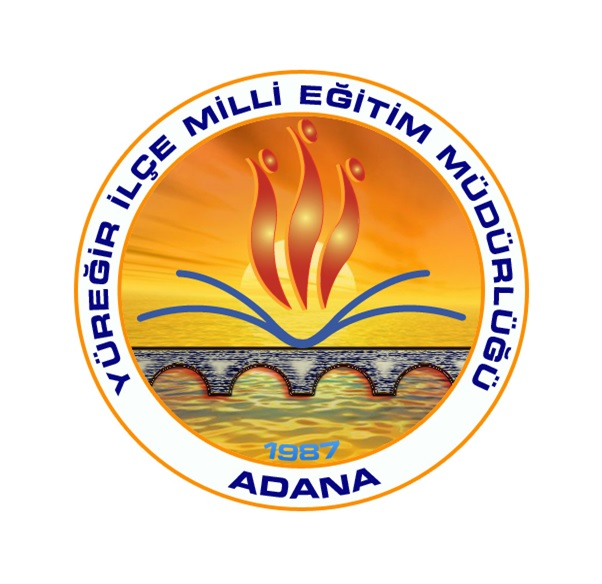 YÜREĞİR İLÇE MİLLİ EĞİTİM MÜDÜRLÜĞÜ
1987
ADANA